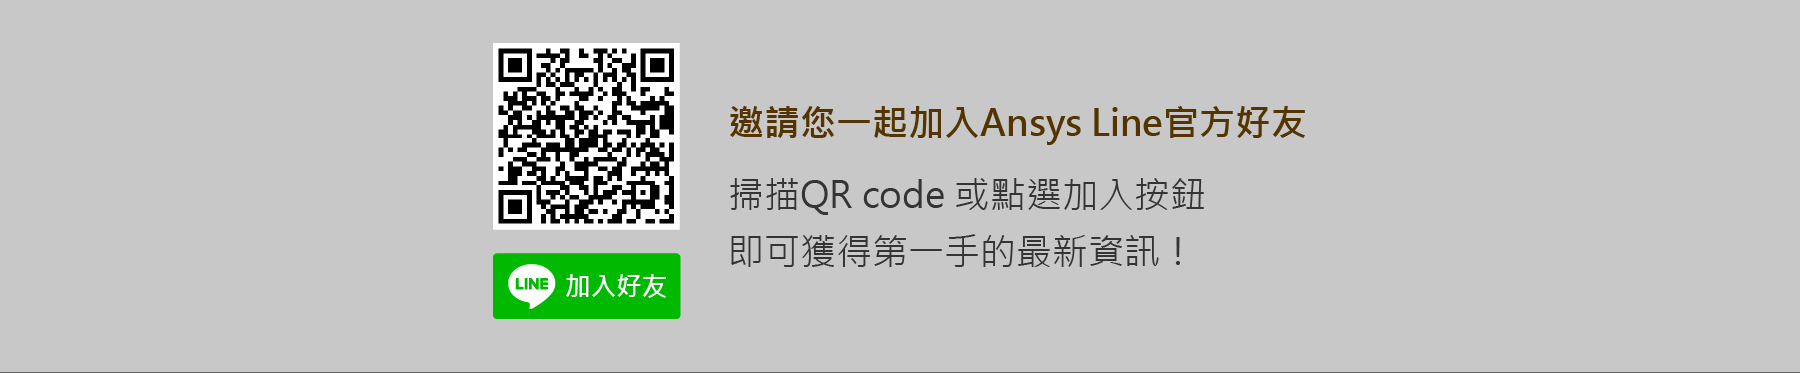 邀請您一起加入Ansys Line官方好友
掃描QR code 或點選加入按鈕
即可獲得第一手的最新資訊！
LINE 加入好友